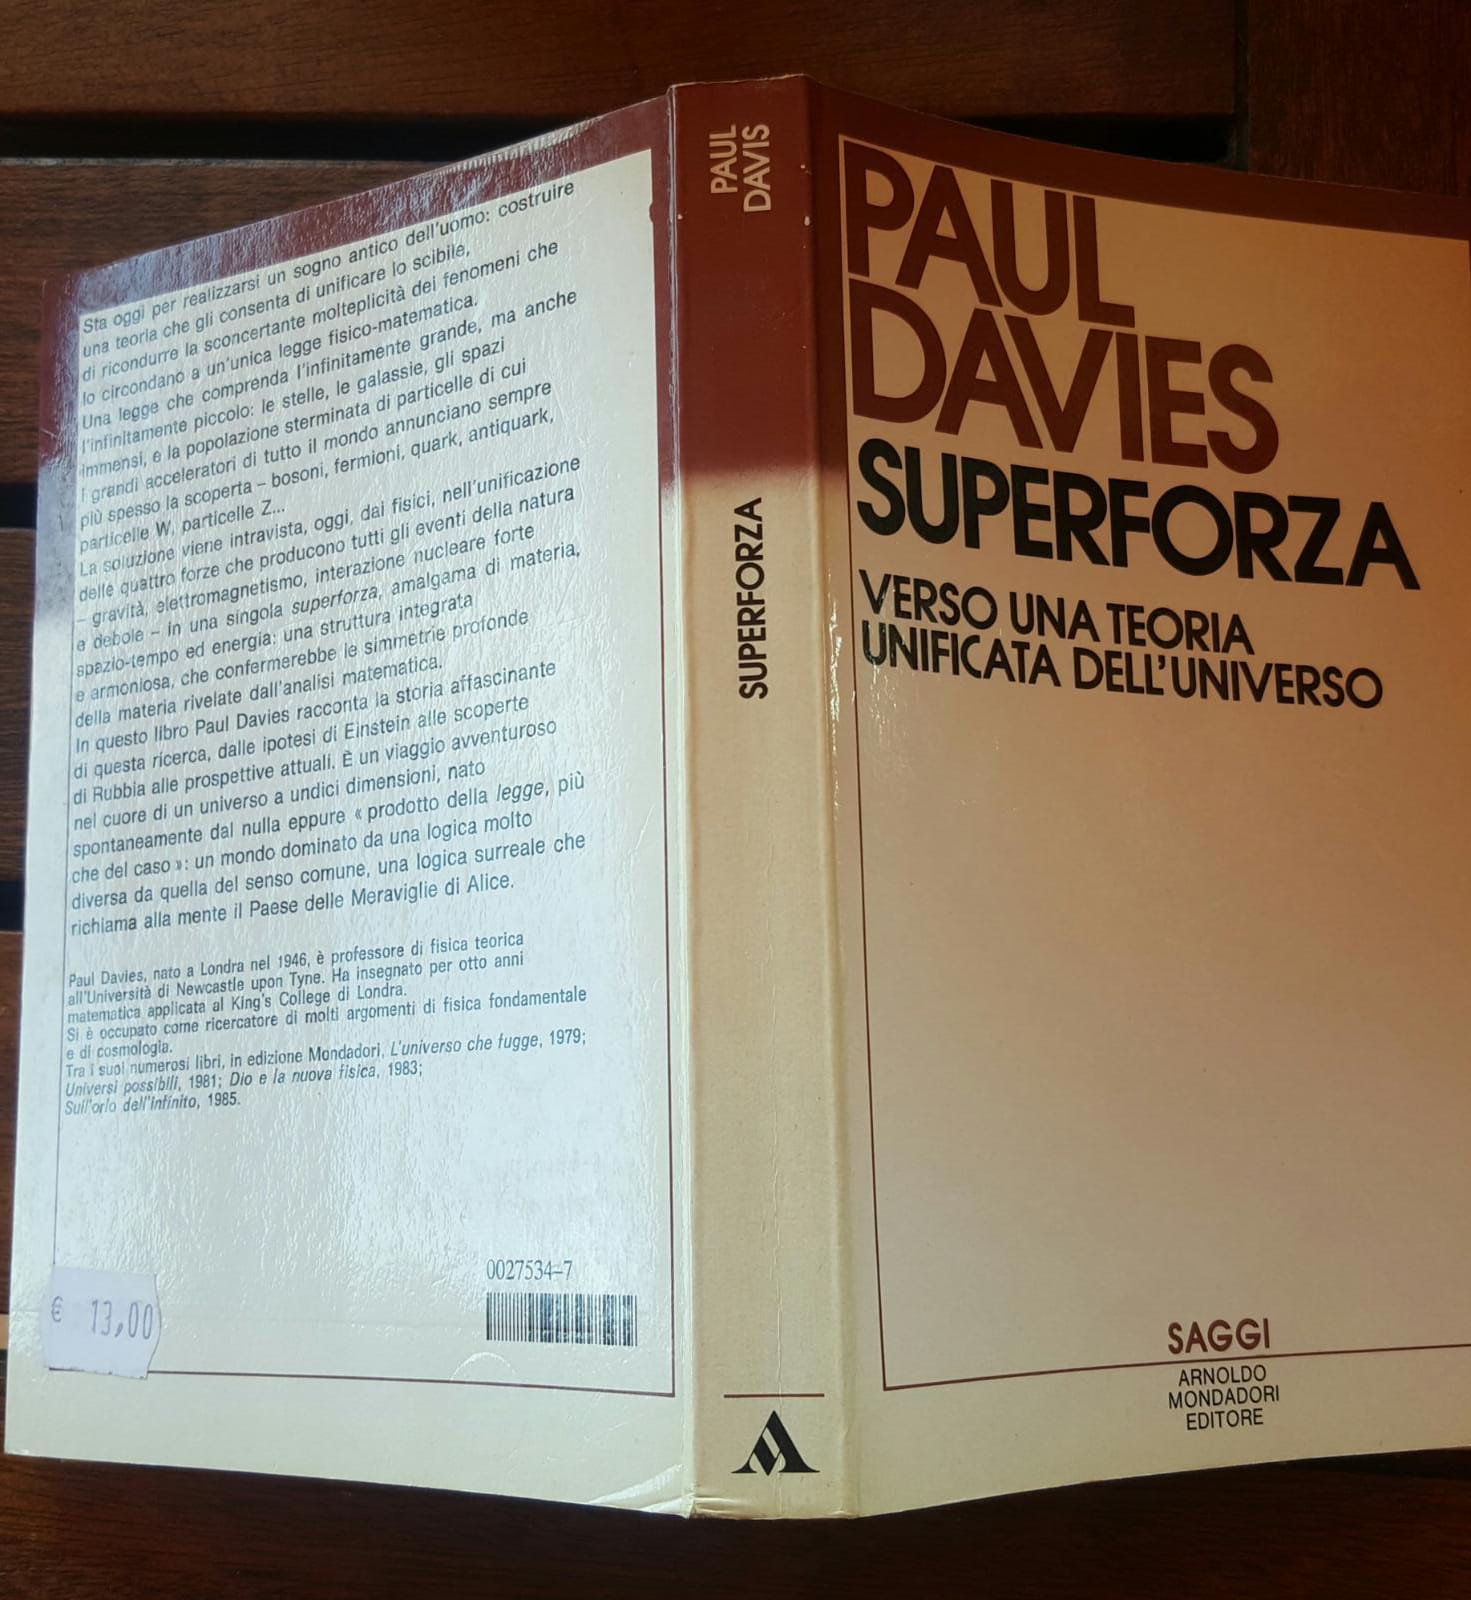 Sta oggi per realizzarsi un sogno antico dell'uomo: costruire
una teoria che gli consenta di unificare lo scibile,
di ricondurre la sconcertante molteplicità dei fenomeni che
lo circondano a un'unica legge fisico-matematica.
Una legge che comprenda l'infinitamente grande, ma anche
l'infinitamente piccolo: le stelle, le galassie, gli spazi
immensi, e la popolazione sterminata di particelle di cui
i grandi acceleratori di tutto il mondo annunciano sempre
più spesso la scoperta – bosoni, fermioni, quark, antiquark,
particelle W, particelle Z...
La soluzione viene intravista, oggi, dai fisici, nell'unificazione
delle quattro forze che producono tutti gli eventi della natura
– gravità, elettromagnetismo, interazione nucleare forte
e debole – in una singola superforza, amalgama di materia,
spazio-tempo ed energia: una struttura integrata
e armoniosa, che confermerebbe le simmetrie profonde
della materia rivelate dall'analisi matematica.
In questo libro Paul Davies racconta la storia affascinante
di questa ricerca, dalle ipotesi di Einstein alle scoperte
di Rubbia alle prospettive attuali. È un viaggio avventuroso
nel cuore di un universo a undici dimensioni, nato
spontaneamente dal nulla eppure « prodotto della legge, più
che del caso »: un mondo dominato da una logica molto
diversa da quella del senso comune, una logica surreale che
richiama alla mente il Paese delle Meraviglie di Alice.
Paul Davies, nato a Londra nel 1946, è professore di fisica teorica
all'Università di Newcastle upon Tyne. Ha insegnato per otto anni
matematica applicata al King's College di Londra.
Si è occupato come ricercatore di molti argomenti di fisica fondamentale
e di cosmologia.
Tra i suoi numerosi libri, in edizione Mondadori, L'universo che fugge, 1979;
Universi possibili, 1981; Dio e la nuova fisica, 1983;
Sull'orlo dell'infinito, 1985.
0027534-7
€ 13,00
PAUL
DAVIS
SUPERFORZA
PAUL
DAVIES
SUPERFORZA
VERSO UNA TEORIA
UNIFICATA DELL'UNIVERSO
SAGGI
ARNOLDO
MONDADORI
EDITORE